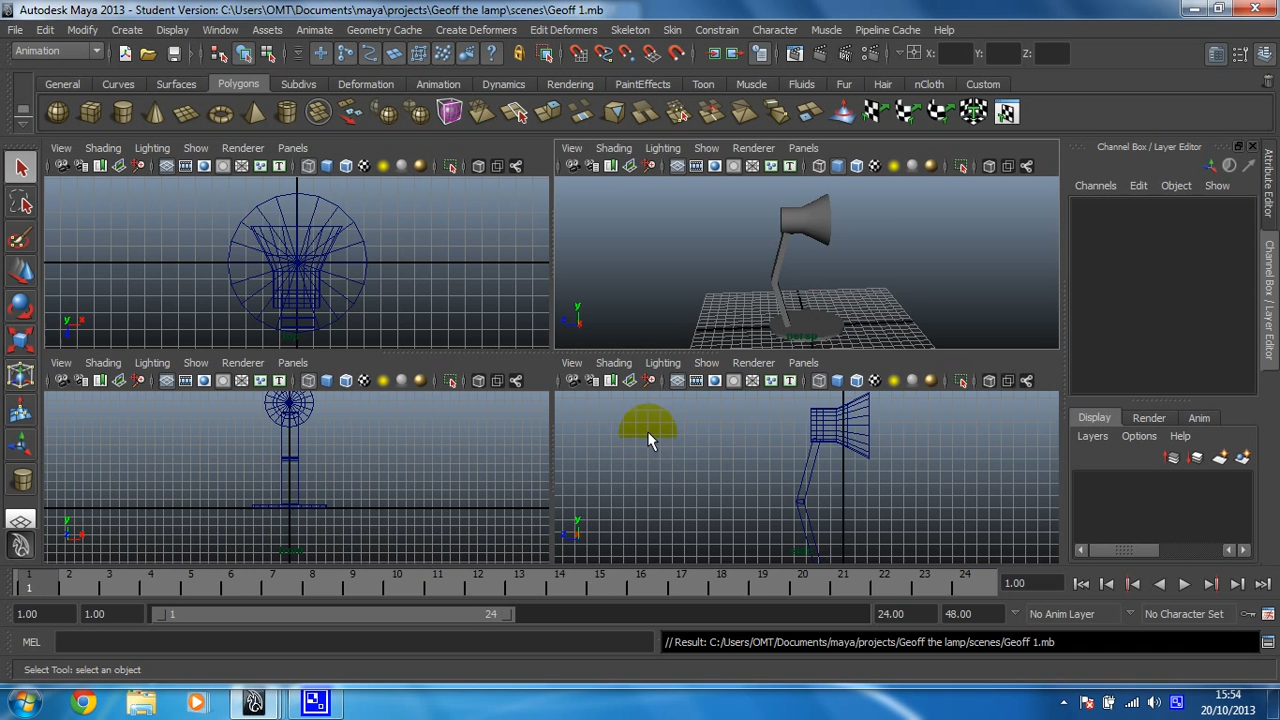 Autodesk Maya 2013 - Student Version: C:\Users\OMT\Documents\maya\projects\Geoff the lamp\scenes\Geoff 1.mb
File Edit Modify Create Display Window Assets Animate Geometry Cache Create Deformers Edit Deformers Skeleton Skin Constrain Character Muscle Pipeline Cache Help
Animation X: Y: Z:
General Curves Surfaces Polygons Subdivs Deformation Animation Dynamics Rendering PaintEffects Toon Muscle Fluids Fur Hair nCloth Custom
View Shading Lighting Show Renderer Panels
View Shading Lighting Show Renderer Panels
Channel Box / Layer Editor
Channels Edit Object Show
Attribute Editor
Channel Box / Layer Editor
y x z
y
persp
View Shading Lighting Show Renderer Panels
View Shading Lighting Show Renderer Panels
Display Render Anim
Layers Options Help
y x
y
1 2 3 4 5 6 7 8 9 10 11 12 13 14 15 16 17 18 19 20 21 22 23 24
1 1.00
1.00 1.00 1 24 24.00 48.00 No Anim Layer No Character Set
MEL // Result: C:/Users/OMT/Documents/maya/projects/Geoff the lamp/scenes/Geoff 1.mb
Select Tool: select an object
15:54
20/10/2013